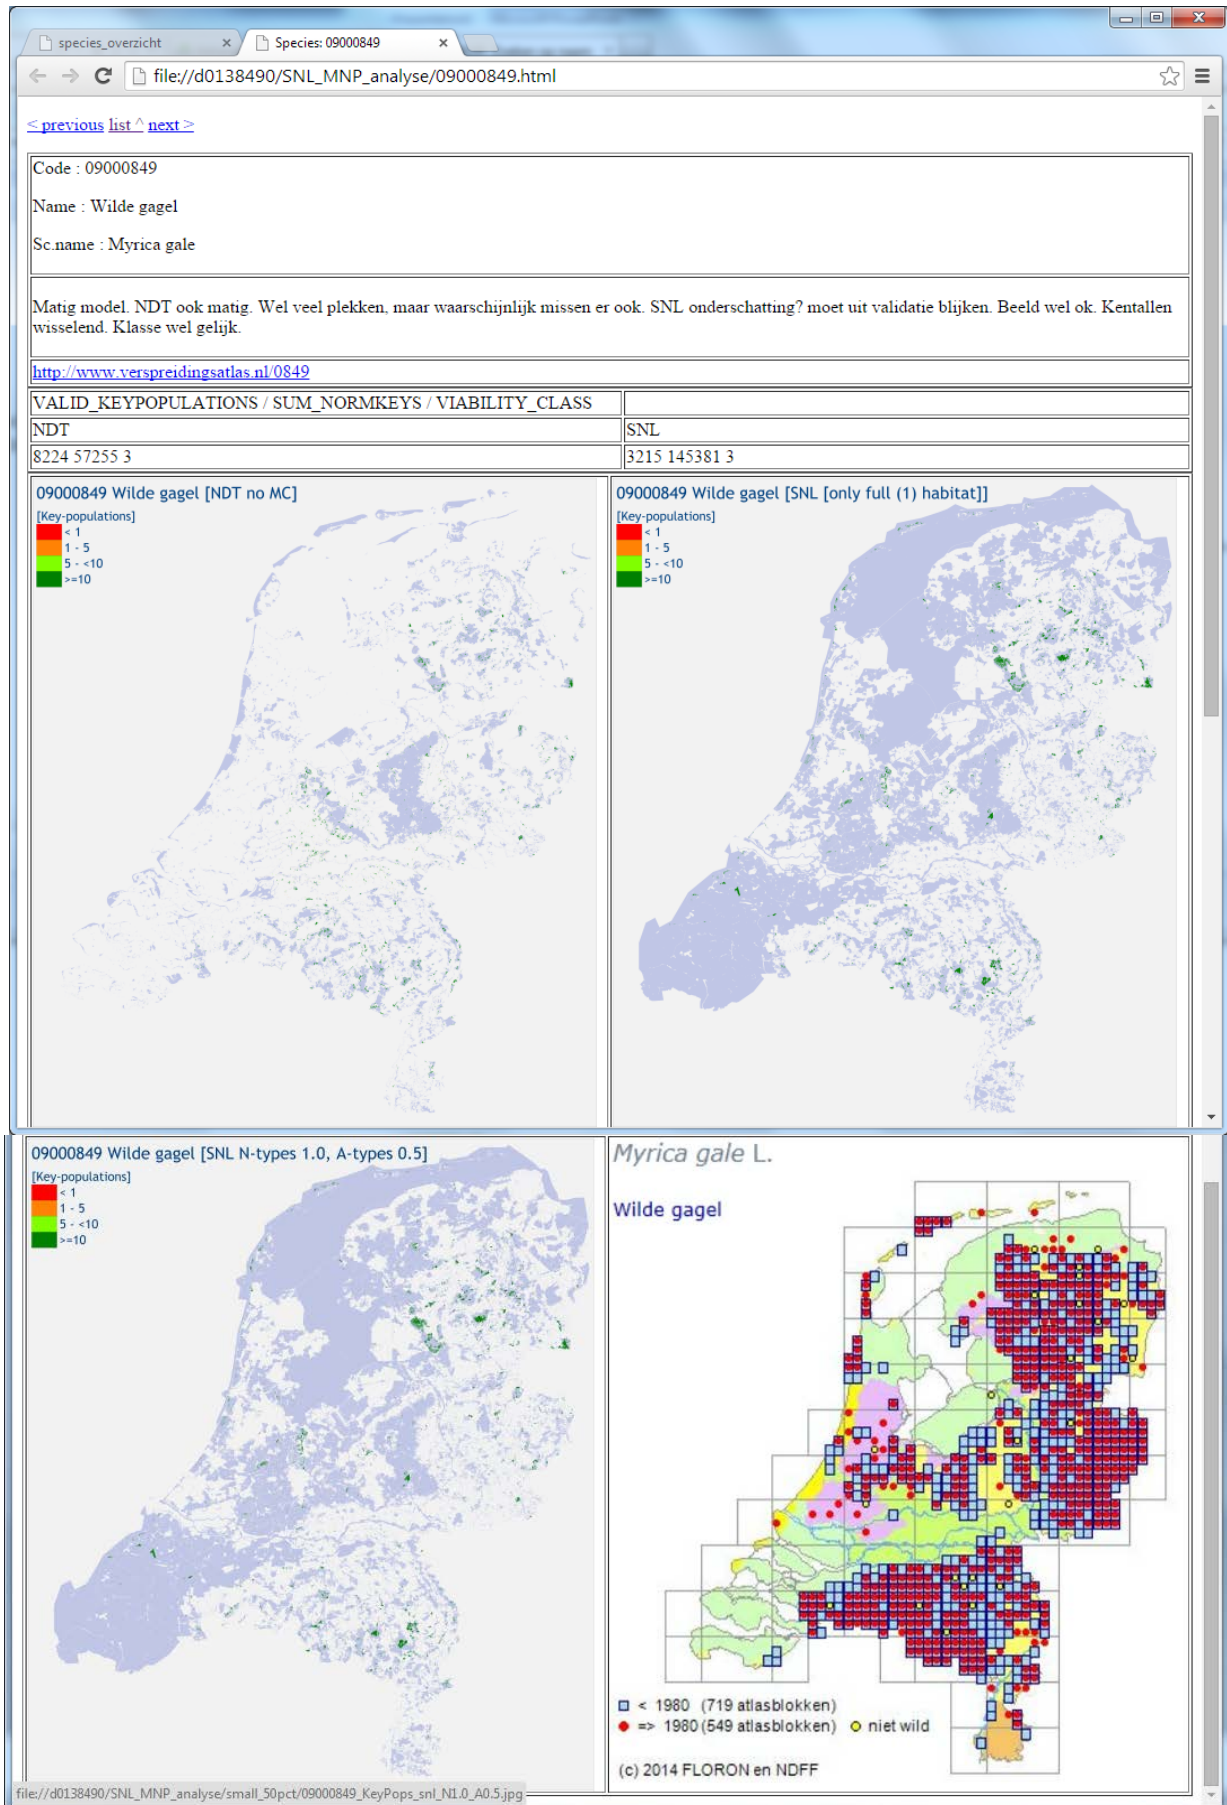 species_overzicht
Species: 09000849
file://d0138490/SNL_MNP_analyse/09000849.html
< previous list ^ next >
Code : 09000849
Name : Wilde gagel
Sc.name : Myrica gale
Matig model. NDT ook matig. Wel veel plekken, maar waarschijnlijk missen er ook. SNL onderschatting? moet uit validatie blijken. Beeld wel ok. Kentallen
wisselend. Klasse wel gelijk.
http://www.verspreidingsatlas.nl/0849
VALID_KEYPOPULATIONS / SUM_NORMKEYS / VIABILITY_CLASS
NDT
SNL
8224 57255 3
3215 145381 3
09000849 Wilde gagel [NDT no MC]
[Key-populations]
< 1
1 - 5
5 - <10
>=10
09000849 Wilde gagel [SNL [only full (1) habitat]]
[Key-populations]
< 1
1 - 5
5 - <10
>=10
09000849 Wilde gagel [SNL N-types 1.0, A-types 0.5]
[Key-populations]
< 1
1 - 5
5 - <10
>=10
Myrica gale L.
Wilde gagel
< 1980 (719 atlasblokken)
=> 1980 (549 atlasblokken) niet wild
(c) 2014 FLORON en NDFF
file://d0138490/SNL_MNP_analyse/small_50pct/09000849_KeyPops_snl_N1.0_A0.5.jpg